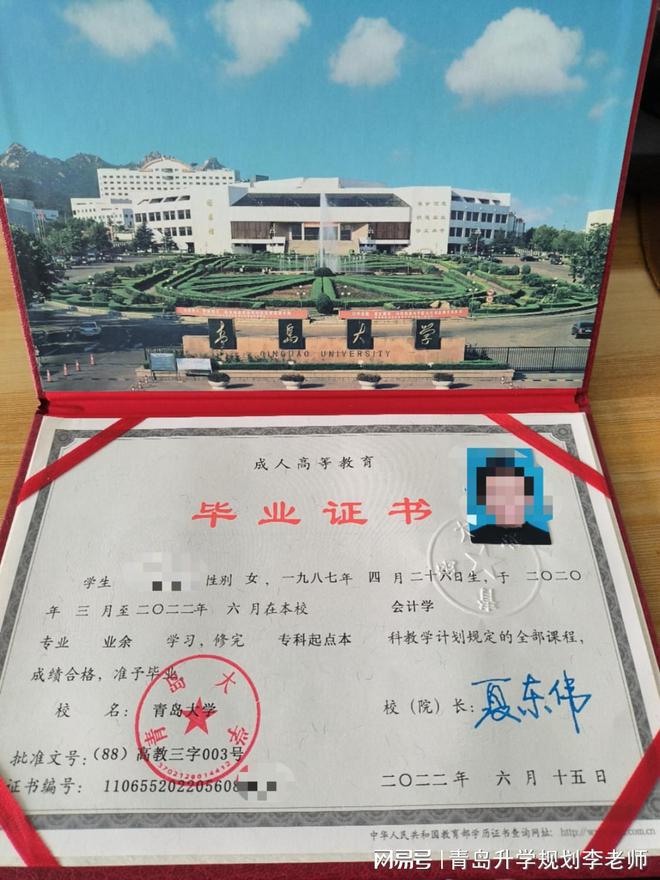 青岛大学
QINGDAO UNIVERSITY
成人高等教育
毕业证书
学生 性别 女，一九八七年 四 月 二十六日生，于 二〇二〇
年 三 月至二〇二二年 六 月在本校 会计学
专业 业余 学习，修完 专科起点本 科教学计划规定的全部课程，
成绩合格，准予毕业。
校 名：青岛大学 校（院）长：夏东伟
青岛大学
3702128014412
批准文号：（88）高教三字003号
证书编号：110655202205608 二〇二二年 六 月 十五 日
中华人民共和国教育部学历证书查询网址：
网易号 | 青岛升学规划李老师